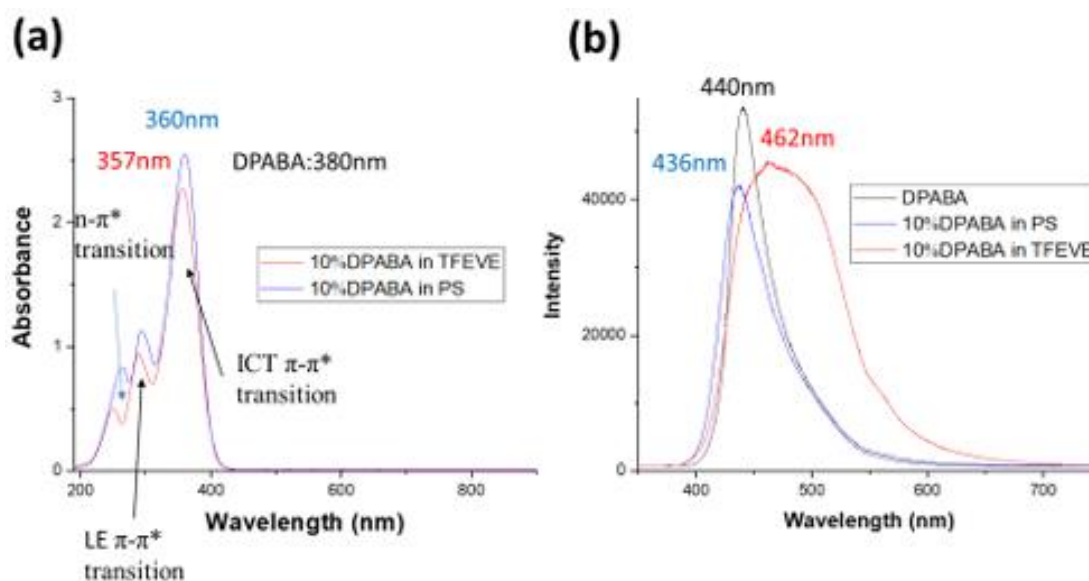 (a)
360nm
357nm
DPABA:380nm
n-π*
transition
10%DPABA in TFEVE
10%DPABA in PS
ICT π-π*
transition
LE π-π*
transition
Absorbance
3
2
1
0
200
400
600
800
Wavelength (nm)
(b)
440nm
462nm
436nm
DPABA
10%DPABA in PS
10%DPABA in TFEVE
Intensity
40000
20000
0
400
500
600
700
Wavelength (nm)